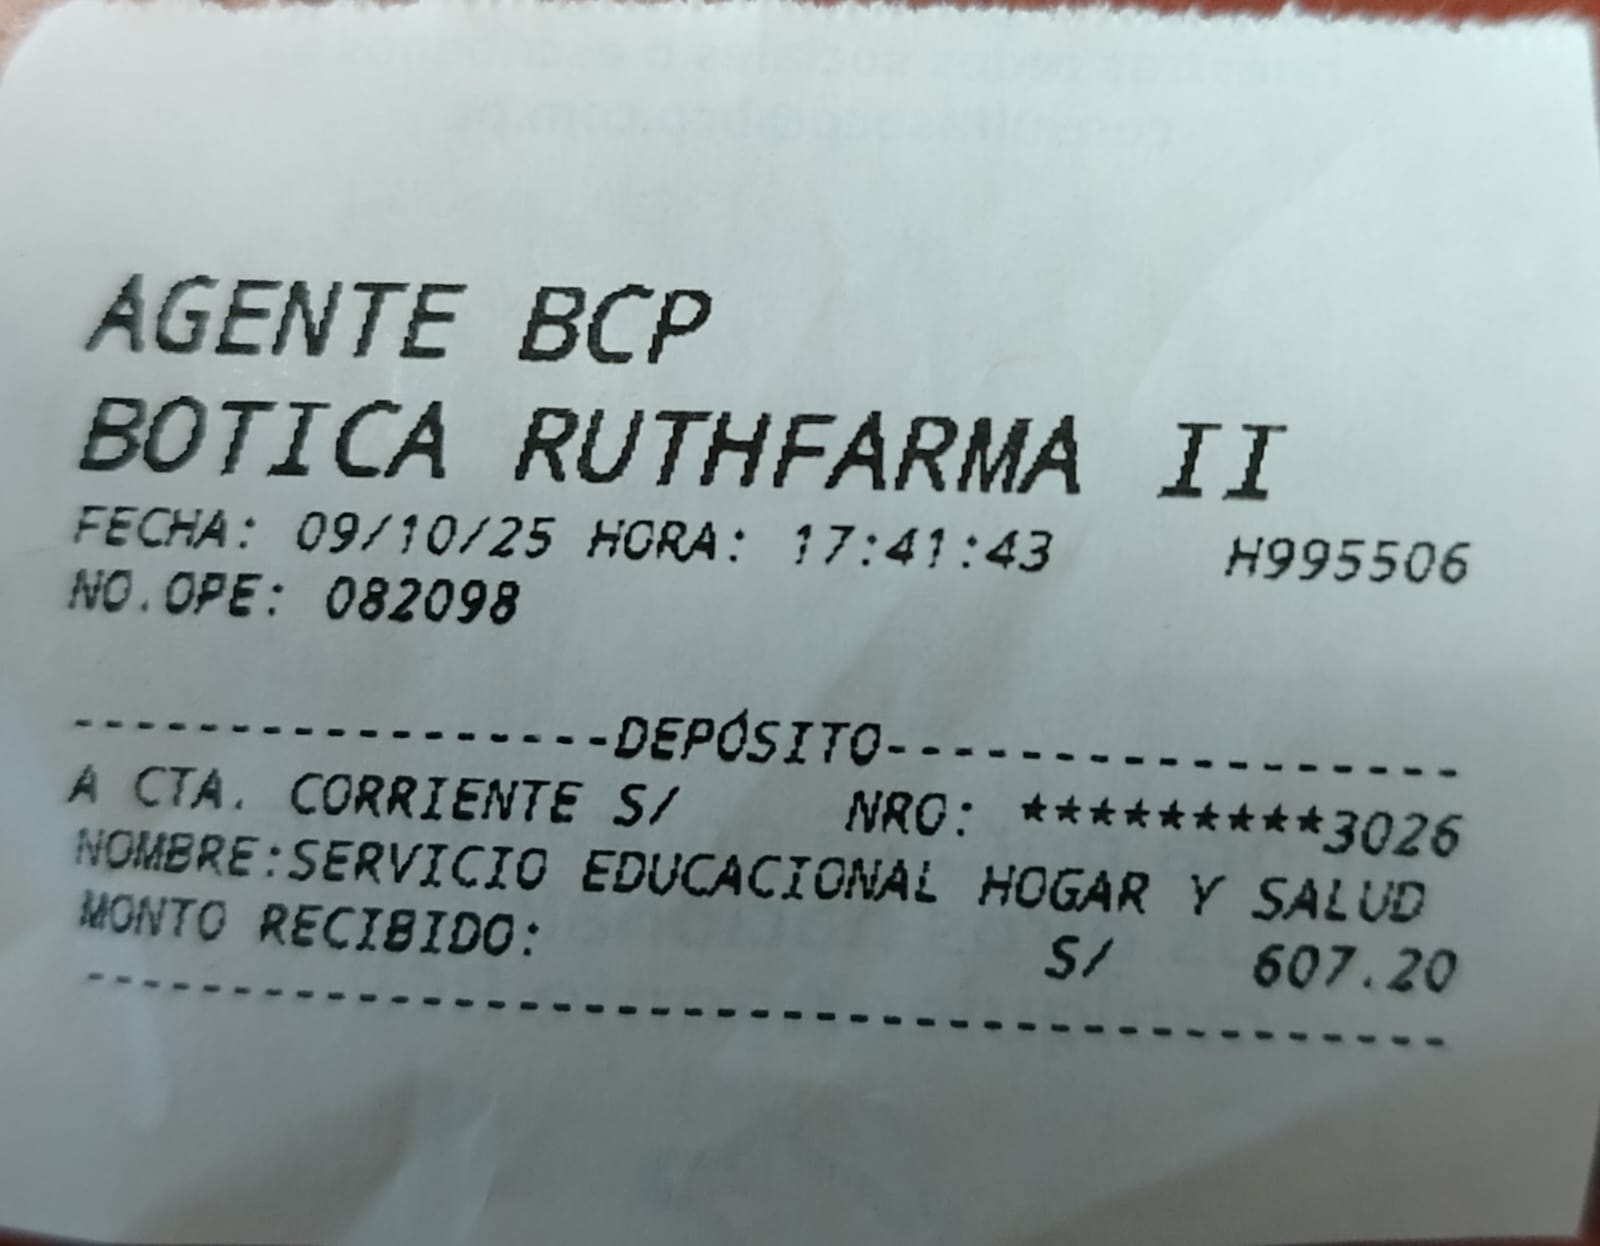 AGENTE BCP
BOTICA RUTHFARMA II
FECHA: 09/10/25 HORA: 17:41:43 H995506
NO.OPE: 082098
------------------DEPÓSITO------------------
A CTA. CORRIENTE S/ NRO: *********3026
NOMBRE:SERVICIO EDUCACIONAL HOGAR Y SALUD
MONTO RECIBIDO: S/ 607.20
--------------------------------------------